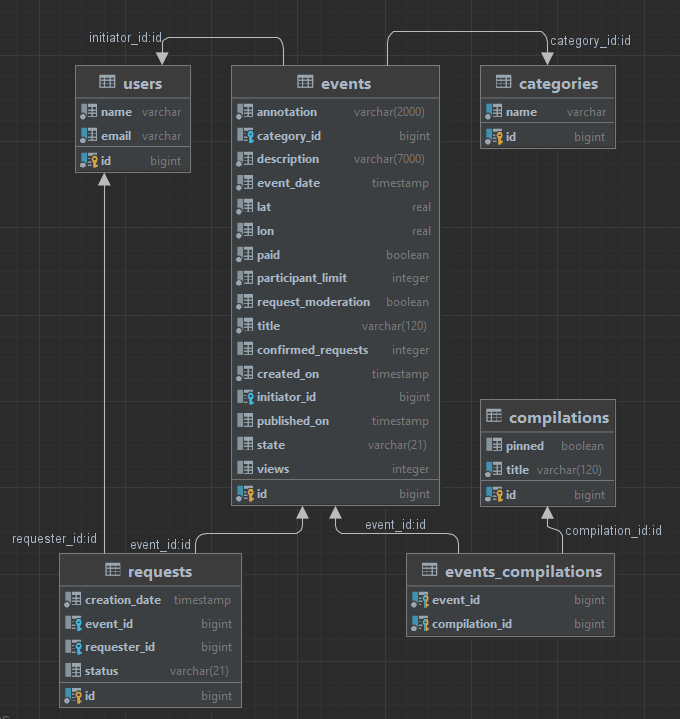 initiator_id:id
category_id:id
users
name varchar
email varchar
id bigint
events
annotation varchar(2000)
category_id bigint
description varchar(7000)
event_date timestamp
lat real
lon real
paid boolean
participant_limit integer
request_moderation boolean
title varchar(120)
confirmed_requests integer
created_on timestamp
initiator_id bigint
published_on timestamp
state varchar(21)
views integer
id bigint
categories
name varchar
id bigint
compilations
pinned boolean
title varchar(120)
id bigint
requester_id:id
event_id:id
event_id:id
compilation_id:id
requests
creation_date timestamp
event_id bigint
requester_id bigint
status varchar(21)
id bigint
events_compilations
event_id bigint
compilation_id bigint